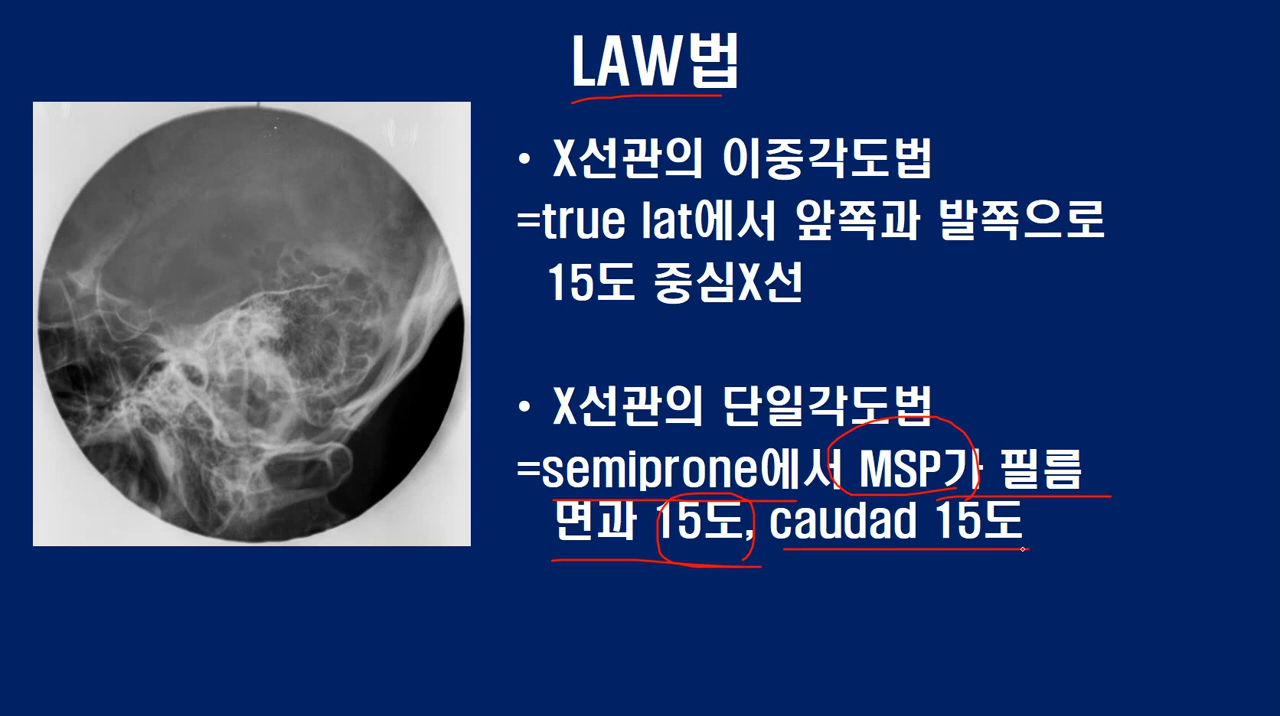 LAW법
• X선관의 이중각도법
=true lat에서 앞쪽과 발쪽으로
15도 중심X선
• X선관의 단일각도법
=semiprone에서 MSP가 필름
면과 15도, caudad 15도